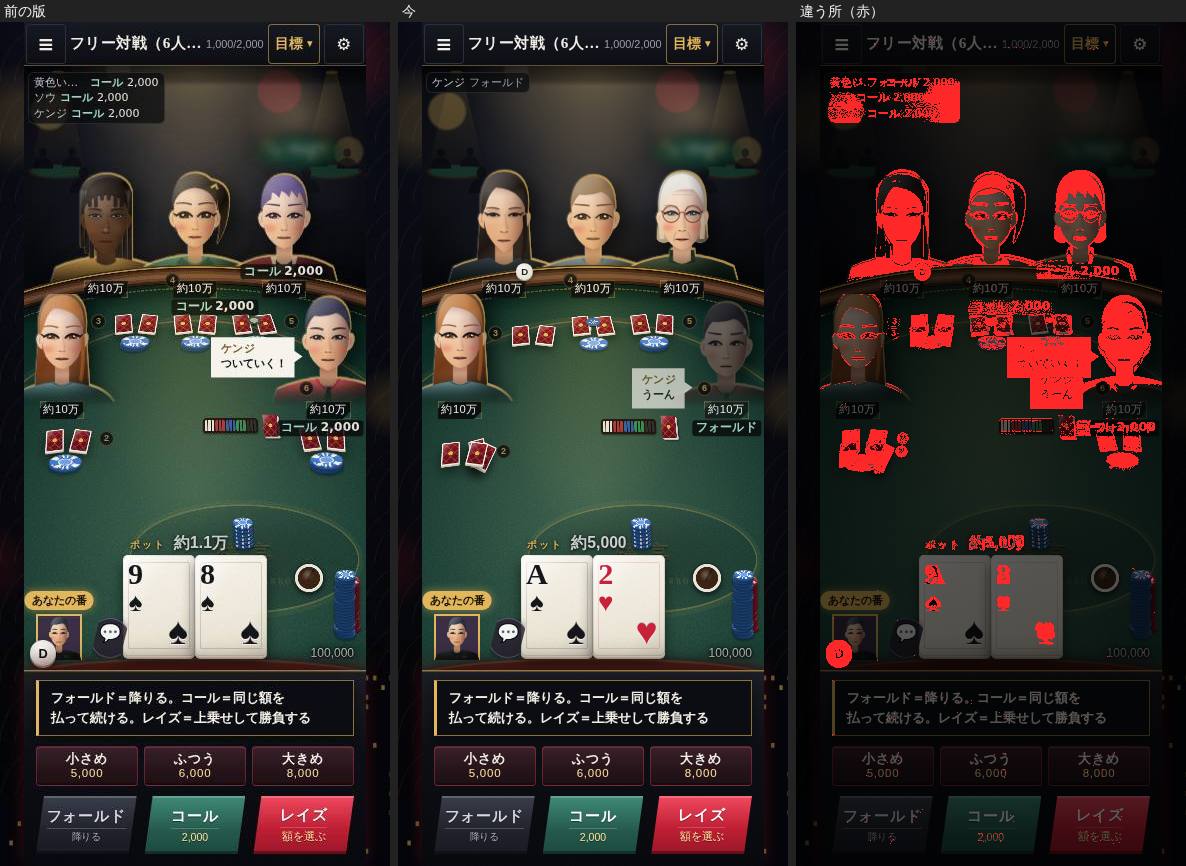 前の版
今
違う所（赤）
フリー対戦（6人… 1,000/2,000 目標▾
黄色い… コール 2,000
ソウ コール 2,000
ケンジ コール 2,000
コール 2,000
約10万 約10万 約10万
4
コール 2,000
3
5
ケンジ
ついていく！
6
約10万
約10万
コール 2,000
2
ポット 約1.1万
9 8
あなたの番
D
100,000
フォールド＝降りる。コール＝同じ額を
払って続ける。レイズ＝上乗せして勝負する
小さめ ふつう 大きめ
5,000 6,000 8,000
フォールド コール レイズ
降りる 2,000 額を選ぶ
フリー対戦（6人… 1,000/2,000 目標▾
ケンジ フォールド
D
4
約10万 約10万 約10万
3
5
ケンジ
うーん
6
約10万
約10万
フォールド
2
ポット 約5,000
A 2
あなたの番
100,000
フォールド＝降りる。コール＝同じ額を
払って続ける。レイズ＝上乗せして勝負する
小さめ ふつう 大きめ
5,000 6,000 8,000
フォールド コール レイズ
降りる 2,000 額を選ぶ
フリー対戦（6人… 1,000/2,000 目標▾
約10万 約10万 約10万
5
約10万
約10万
あなたの番
D
100,000
フォールド＝降りる。コール＝同じ額を
払って続ける。レイズ＝上乗せして勝負する
小さめ ふつう 大きめ
5,000 6,000 8,000
フォールド コール レイズ
降りる 2,000 額を選ぶ